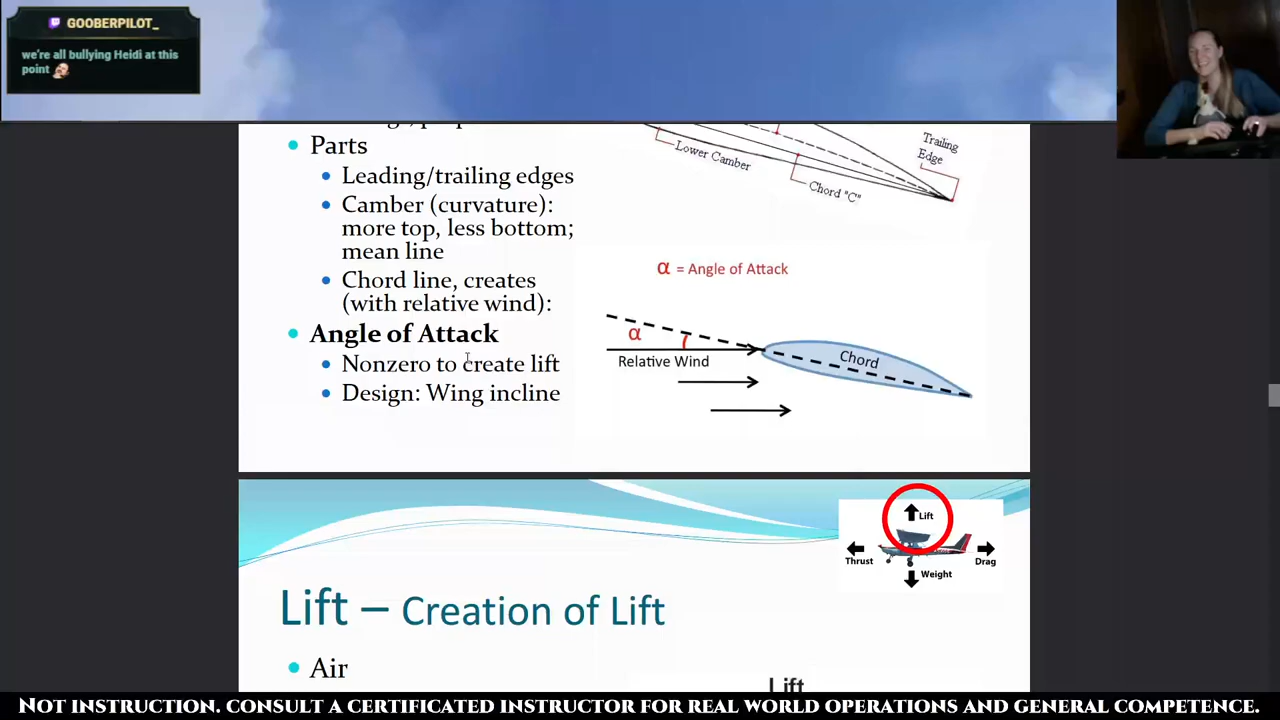 GOOBERPILOT_
we're all bullying Heidi at this
point
Parts
Leading/trailing edges
Camber (curvature):
more top, less bottom;
mean line
Chord line, creates
(with relative wind):
Angle of Attack
Nonzero to create lift
Design: Wing incline
Lower Camber
Chord "C"
Trailing
Edge
α = Angle of Attack
α
Relative Wind
Chord
Lift
Thrust
Drag
Weight
Lift – Creation of Lift
Air
Lift
Not instruction. consult a certificated instructor for real world operations and general competence.